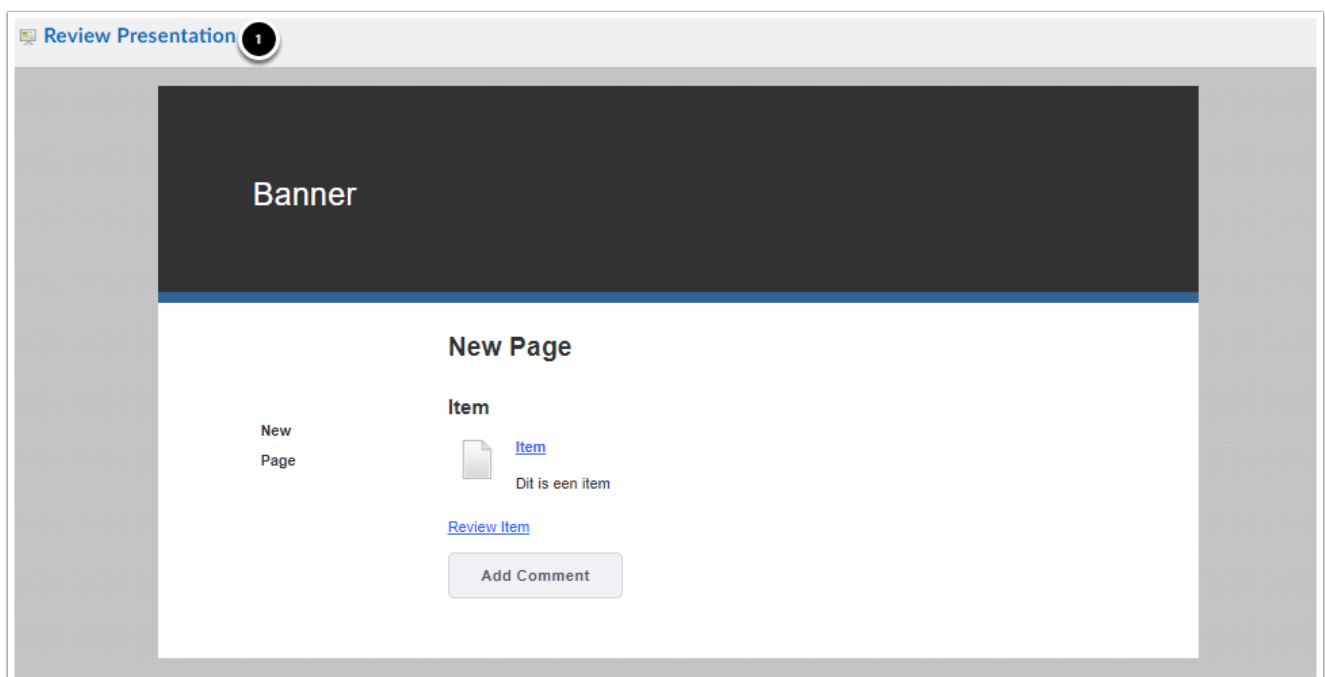 Review Presentation 1
Banner
New Page
New
Page
Item
Item
Dit is een item
Review Item
Add Comment